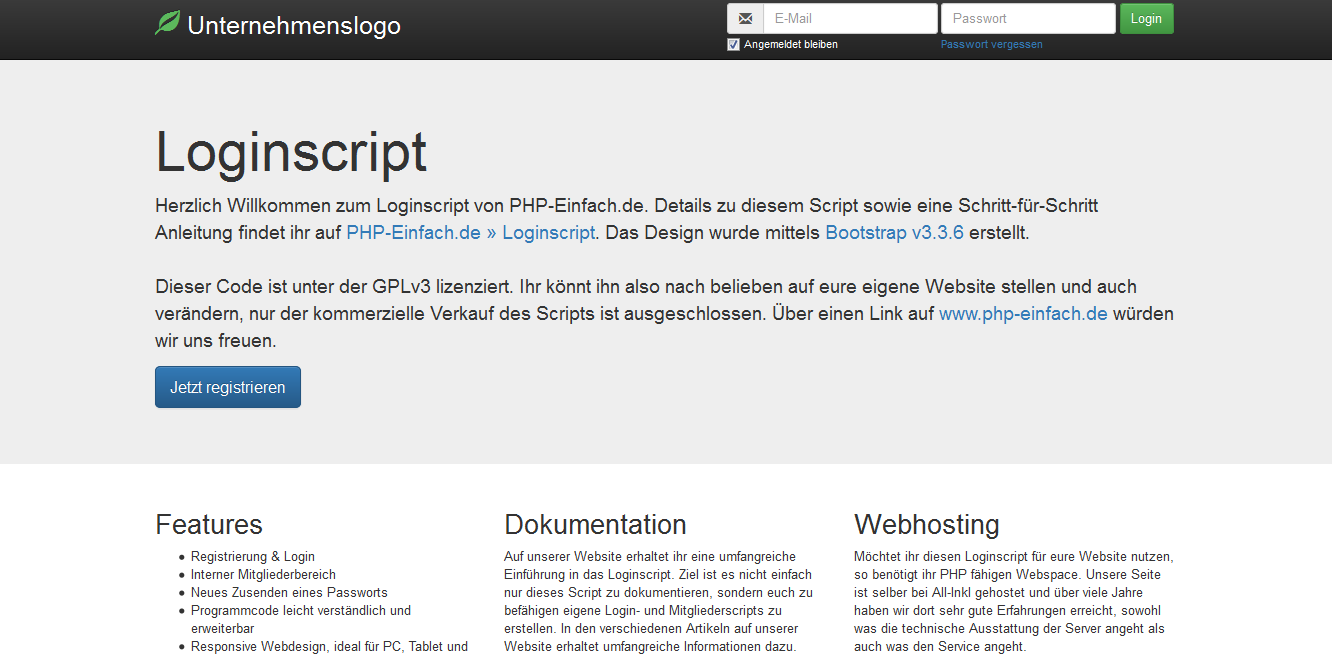 Unternehmenslogo
E-Mail
Passwort
Login
Angemeldet bleiben
Passwort vergessen
Loginscript
Herzlich Willkommen zum Loginscript von PHP-Einfach.de. Details zu diesem Script sowie eine Schritt-für-Schritt
Anleitung findet ihr auf PHP-Einfach.de » Loginscript. Das Design wurde mittels Bootstrap v3.3.6 erstellt.
Dieser Code ist unter der GPLv3 lizenziert. Ihr könnt ihn also nach belieben auf eure eigene Website stellen und auch
verändern, nur der kommerzielle Verkauf des Scripts ist ausgeschlossen. Über einen Link auf www.php-einfach.de würden
wir uns freuen.
Jetzt registrieren
Features
• Registrierung & Login
• Interner Mitgliederbereich
• Neues Zusenden eines Passworts
• Programmcode leicht verständlich und
erweiterbar
• Responsive Webdesign, ideal für PC, Tablet und
Dokumentation
Auf unserer Website erhaltet ihr eine umfangreiche
Einführung in das Loginscript. Ziel ist es nicht einfach
nur dieses Script zu dokumentieren, sondern euch zu
befähigen eigene Login- und Mitgliederscripts zu
erstellen. In den verschiedenen Artikeln auf unserer
Website erhaltet umfangreiche Informationen dazu.
Webhosting
Möchtet ihr diesen Loginscript für eure Website nutzen,
so benötigt ihr PHP fähigen Webspace. Unsere Seite
ist selber bei All-Inkl gehostet und über viele Jahre
haben wir dort sehr gute Erfahrungen erreicht, sowohl
was die technische Ausstattung der Server angeht als
auch was den Service angeht.